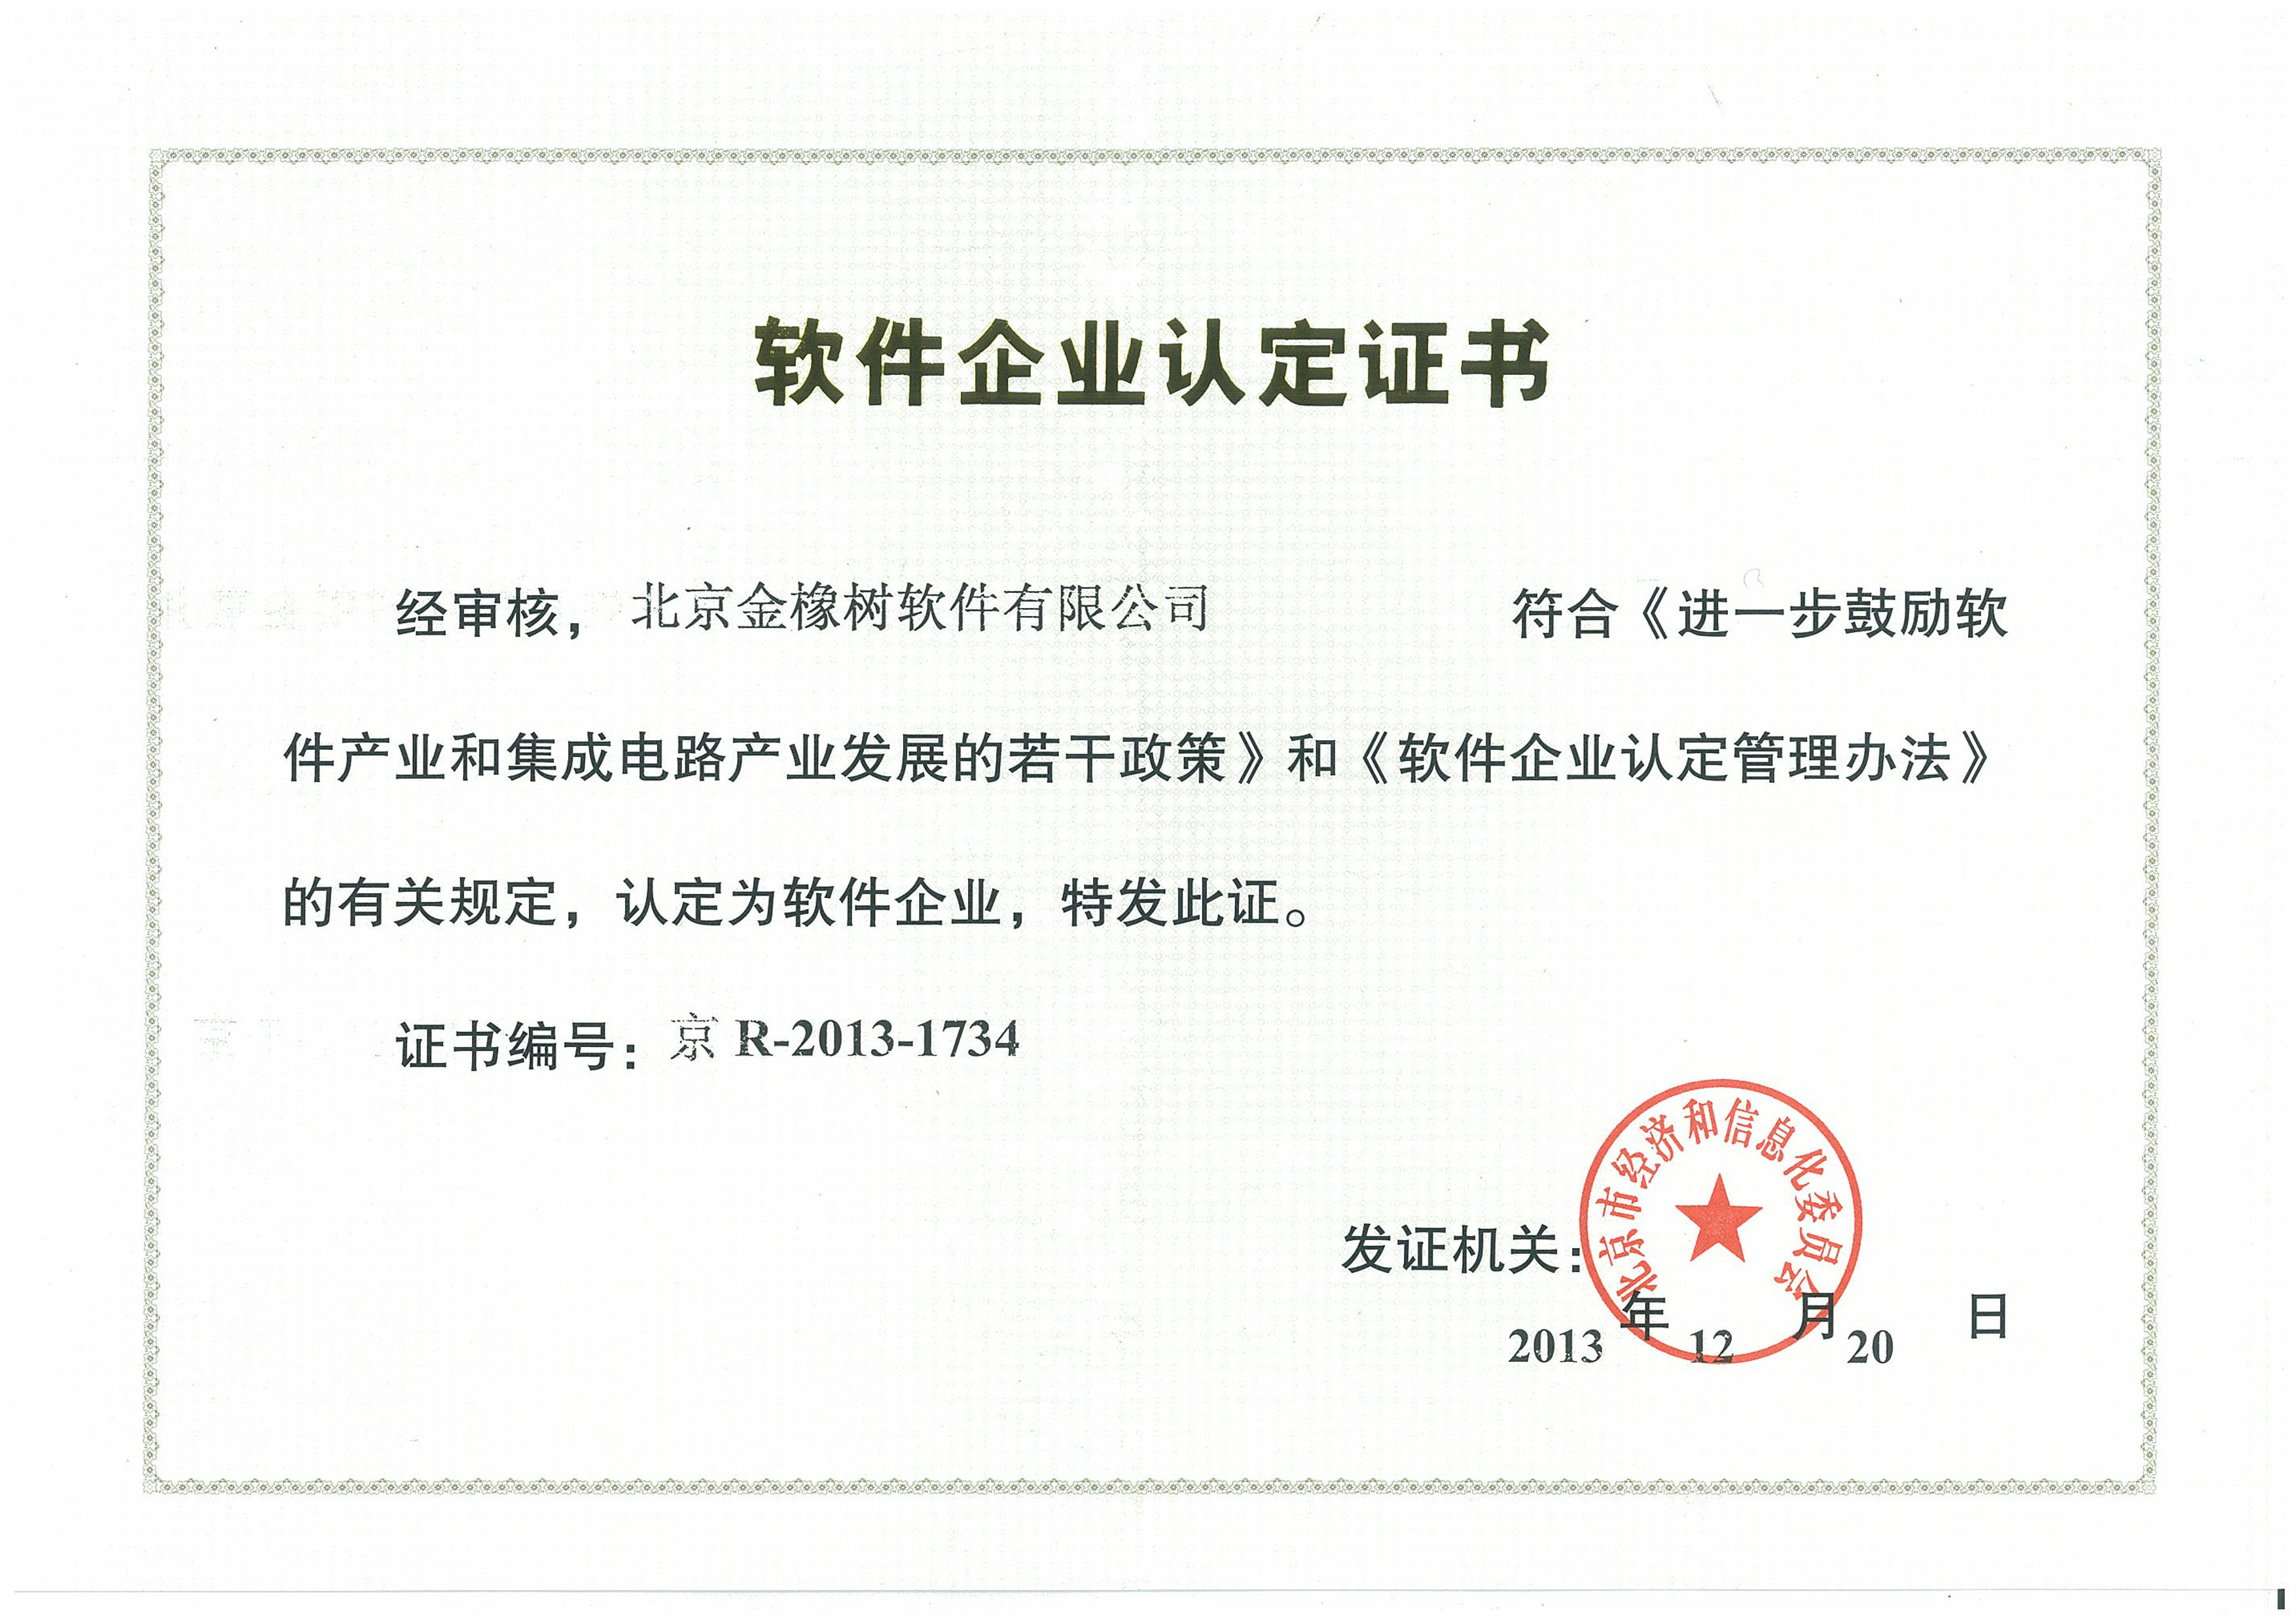 软件企业认定证书
经审核，北京金橡树软件有限公司 符合《进一步鼓励软
件产业和集成电路产业发展的若干政策》和《软件企业认定管理办法》
的有关规定，认定为软件企业，特发此证。
证书编号：京 R-2013-1734
北京市经济和信息化委员会
发证机关：
2013 年 12 月 20 日